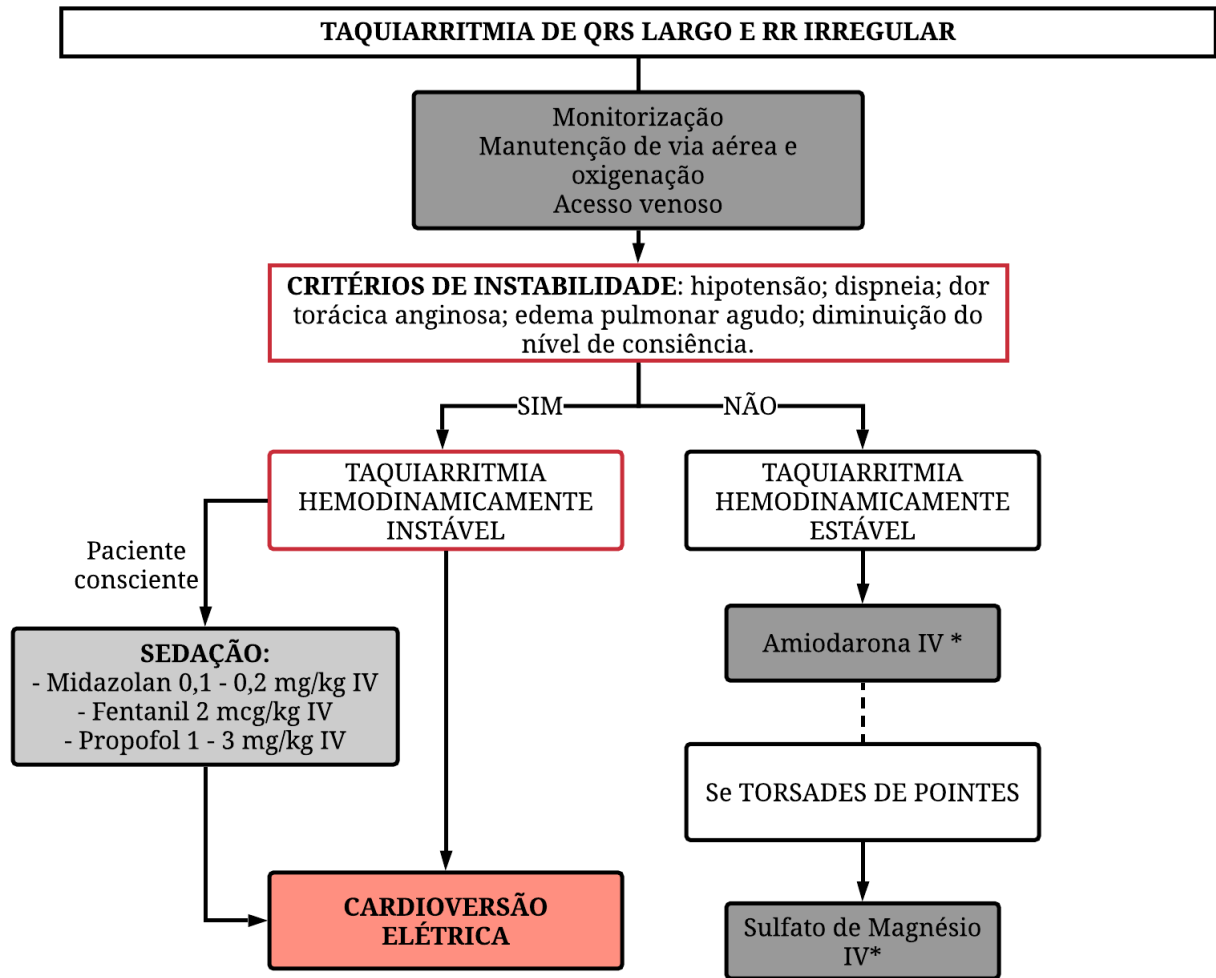 TAQUIARRITMIA DE QRS LARGO E RR IRREGULAR
Monitorização
Manutenção de via aérea e
oxigenação
Acesso venoso
CRITÉRIOS DE INSTABILIDADE: hipotensão; dispneia; dor
torácica anginosa; edema pulmonar agudo; diminuição do
nível de consiência.
SIM
NÃO
TAQUIARRITMIA
HEMODINAMICAMENTE
INSTÁVEL
TAQUIARRITMIA
HEMODINAMICAMENTE
ESTÁVEL
Paciente
consciente
SEDAÇÃO:
- Midazolan 0,1 - 0,2 mg/kg IV
- Fentanil 2 mcg/kg IV
- Propofol 1 - 3 mg/kg IV
Amiodarona IV *
Se TORSADES DE POINTES
CARDIOVERSÃO
ELÉTRICA
Sulfato de Magnésio
IV*